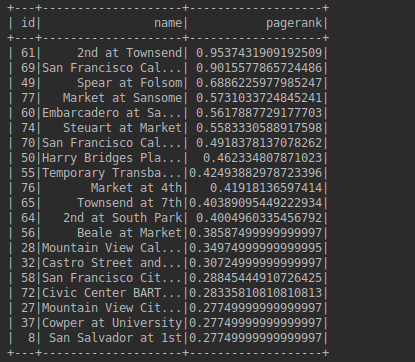 +---+--------------------+-------------------+
| id|                name|           pagerank|
+---+--------------------+-------------------+
| 61|     2nd at Townsend| 0.9537431909192509|
| 69|San Francisco Cal...| 0.9015577865724486|
| 49|     Spear at Folsom| 0.6886225977985247|
| 77|   Market at Sansome| 0.5731033724845241|
| 60|Embarcadero at Sa...| 0.5617887729177703|
| 74|   Steuart at Market| 0.5583330588917598|
| 70|San Francisco Cal...| 0.4918378137078262|
| 50|Harry Bridges Pla...|  0.462334807871023|
| 55|Temporary Transba...|0.42493882978723396|
| 76|       Market at 4th|  0.41918136597414|
| 65|     Townsend at 7th|0.40389095449222934|
| 64|   2nd at South Park| 0.4004960335456792|
| 56|     Beale at Market|0.38587499999999997|
| 28|Mountain View Cal...|0.34974999999999995|
| 32|Castro Street and...|0.30724999999999997|
| 58|San Francisco Cit...|0.28845444910726425|
| 72|Civic Center BART...|0.28335810810810813|
| 27|Mountain View Cit...|0.27749999999999997|
| 37|Cowper at University|0.27749999999999997|
|  8| San Salvador at 1st|0.27749999999999997|
+---+--------------------+-------------------+